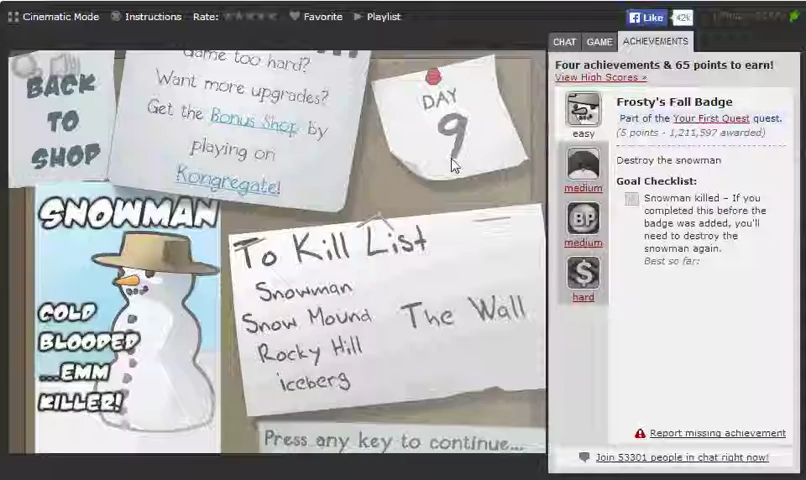 Cinematic Mode
Instructions
Rate:
Favorite
Playlist
Like
42k
CHAT
GAME
ACHIEVEMENTS
BACK
TO
SHOP
Game too hard?
Want more upgrades?
Get the Bonus Shop by
playing on
Kongregate!
DAY
9
SNOWMAN
COLD
BLOODED
...EMM
KILLER!
To Kill List
Snowman
Snow Mound
Rocky Hill
iceberg
The Wall
Press any key to continue...
Four achievements & 65 points to earn!
View High Scores »
easy
medium
BP
medium
$
hard
Frosty's Fall Badge
Part of the Your First Quest quest.
(5 points - 1,211,597 awarded)
Destroy the snowman
Goal Checklist:
Snowman killed – If you
completed this before the
badge was added, you'll
need to destroy the
snowman again.
Best so far:
Report missing achievement
Join 53301 people in chat right now!